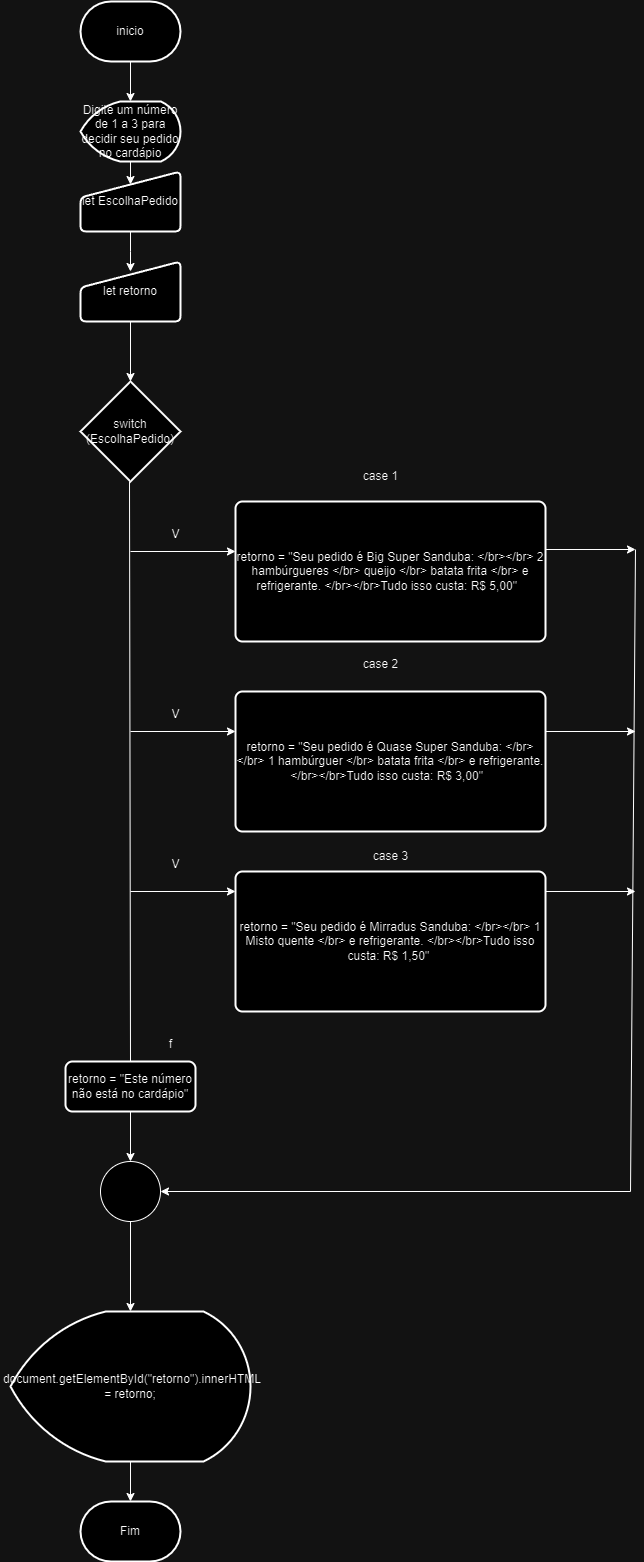 inicio
Digite um número
de 1 a 3 para
decidir seu pedido
no cardápio
let EscolhaPedido
let retorno
switch
(EscolhaPedido)
case 1
V
retorno = "Seu pedido é Big Super Sanduba: </br></br> 2
hambúrgueres </br> queijo </br> batata frita </br> e
refrigerante. </br></br>Tudo isso custa: R$ 5,00"
case 2
V
retorno = "Seu pedido é Quase Super Sanduba: </br>
</br> 1 hambúrguer </br> batata frita </br> e refrigerante.
</br></br>Tudo isso custa: R$ 3,00"
case 3
V
retorno = "Seu pedido é Mirradus Sanduba: </br></br> 1
Misto quente </br> e refrigerante. </br></br>Tudo isso
custa: R$ 1,50"
f
retorno = "Este número
não está no cardápio"
document.getElementById("retorno").innerHTML
= retorno;
Fim